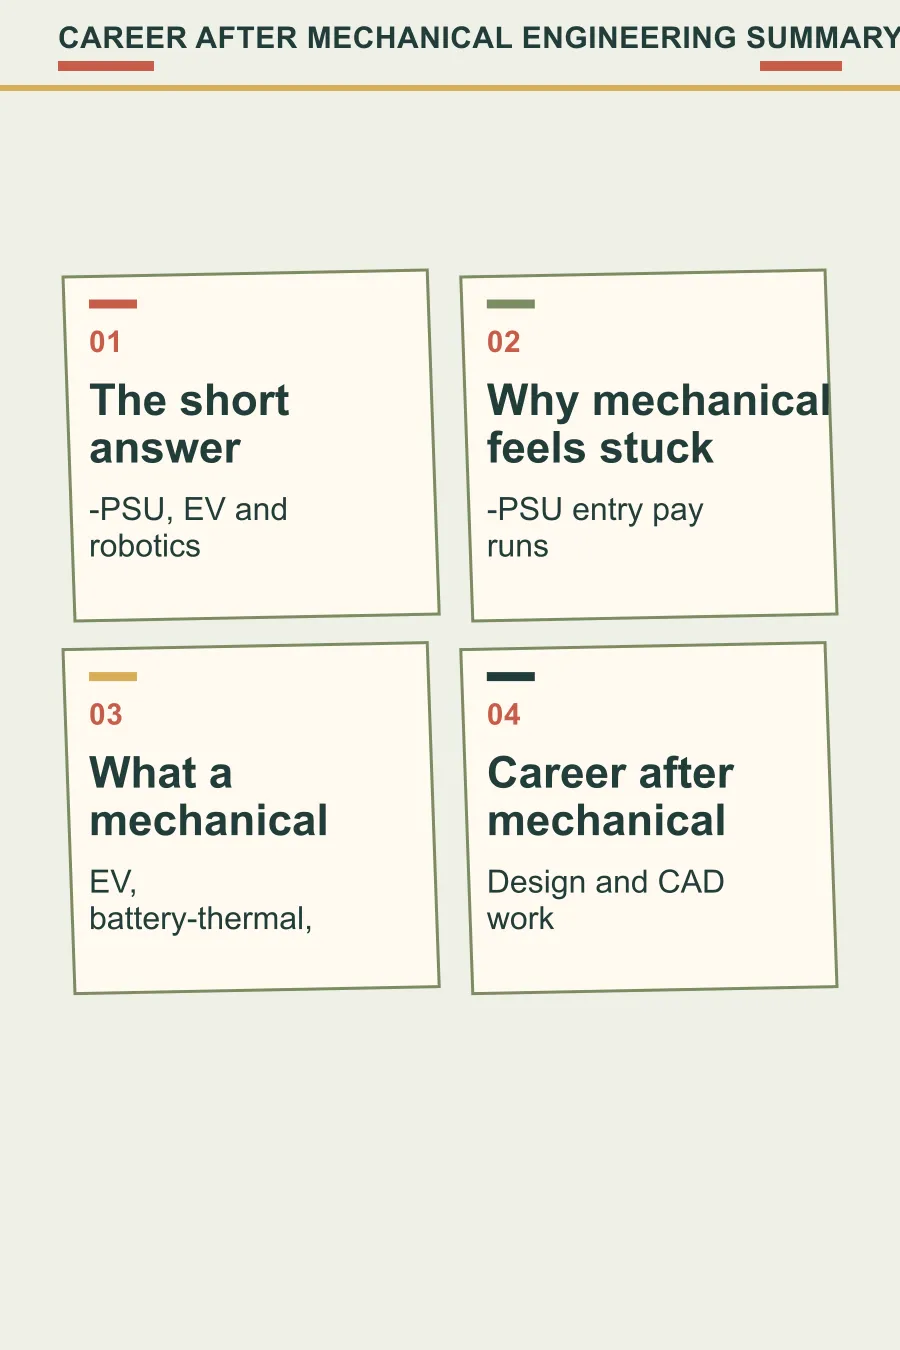 CAREER AFTER MECHANICAL ENGINEERING SUMMARY
01
The short
answer
-PSU, EV and
robotics
02
Why mechanical
feels stuck
-PSU entry pay
runs
03
What a
mechanical
EV,
battery-thermal,
04
Career after
mechanical
Design and CAD
work